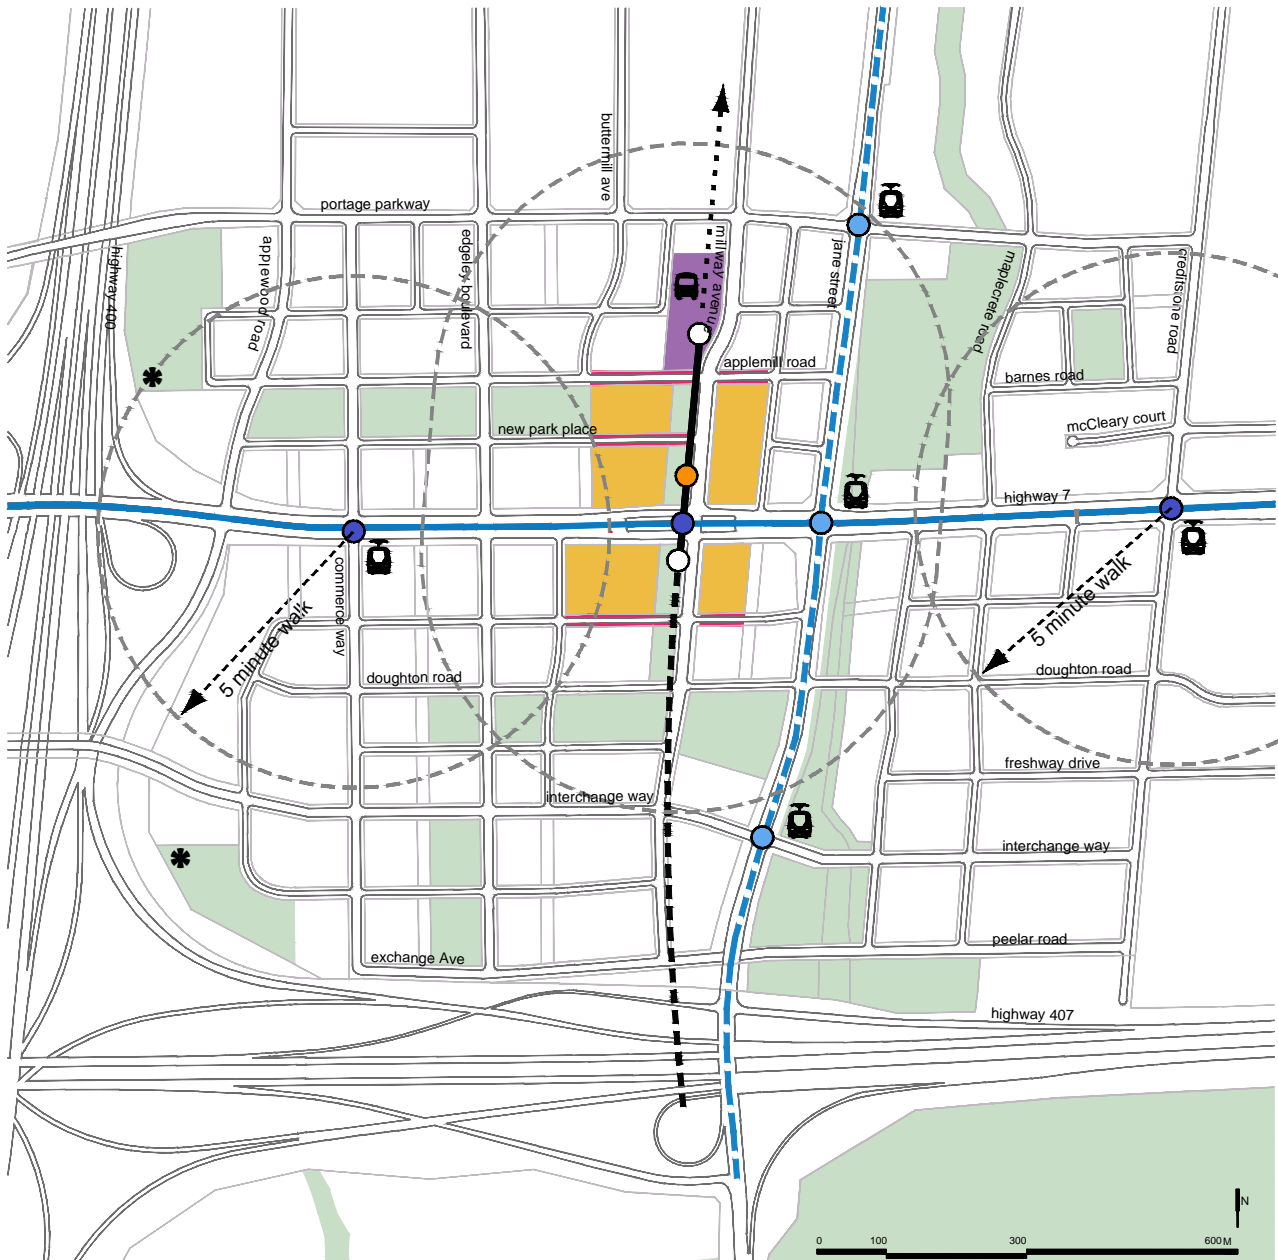 buttermill ave
portage parkway
highway 400
applewood road
edgeley boulevard
millway avenue
jane street
maplecrete road
creditstone road
applemill road
barnes road
mcCleary court
new park place
highway 7
commerce way
5 minute walk
5 minute walk
doughton road
doughton road
freshway drive
interchange way
interchange way
peelar road
exchange Ave
highway 407
N
0 100 300 600 M